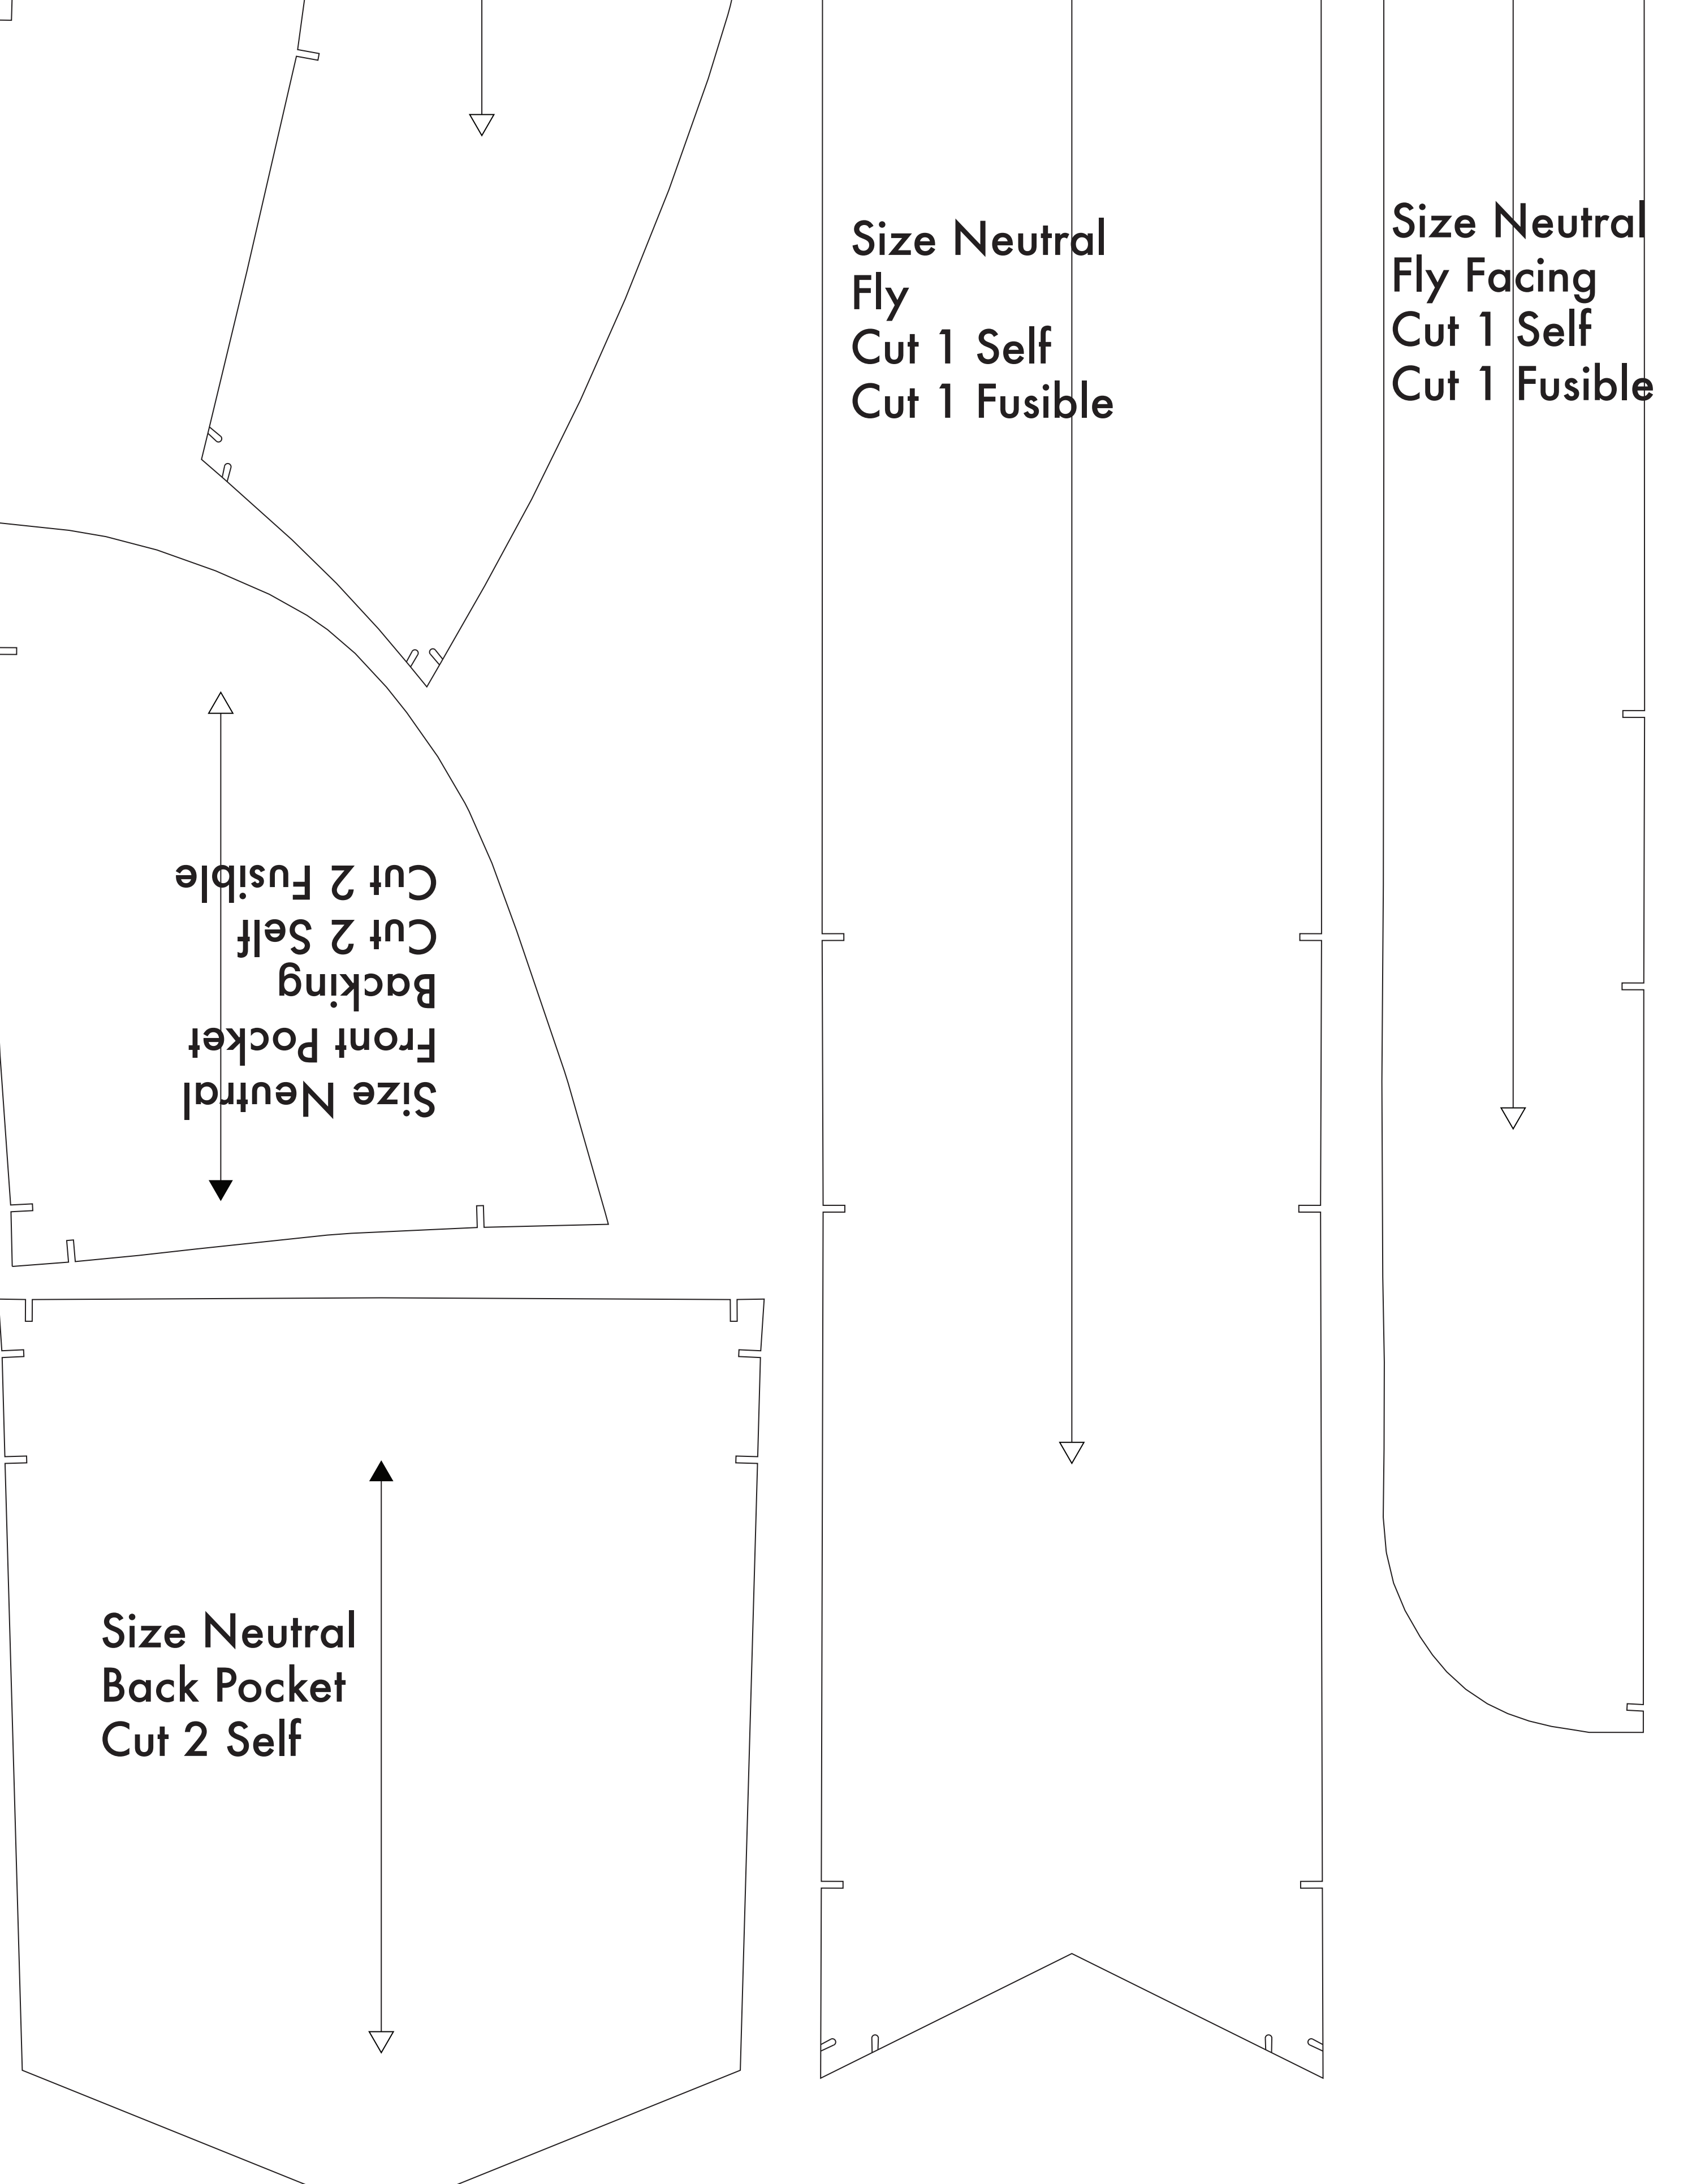 Size Neutral
Fly
Cut 1 Self
Cut 1 Fusible
Size Neutral
Fly Facing
Cut 1 Self
Cut 1 Fusible
Size Neutral
Front Pocket
Backing
Cut 2 Self
Cut 2 Fusible
Size Neutral
Back Pocket
Cut 2 Self